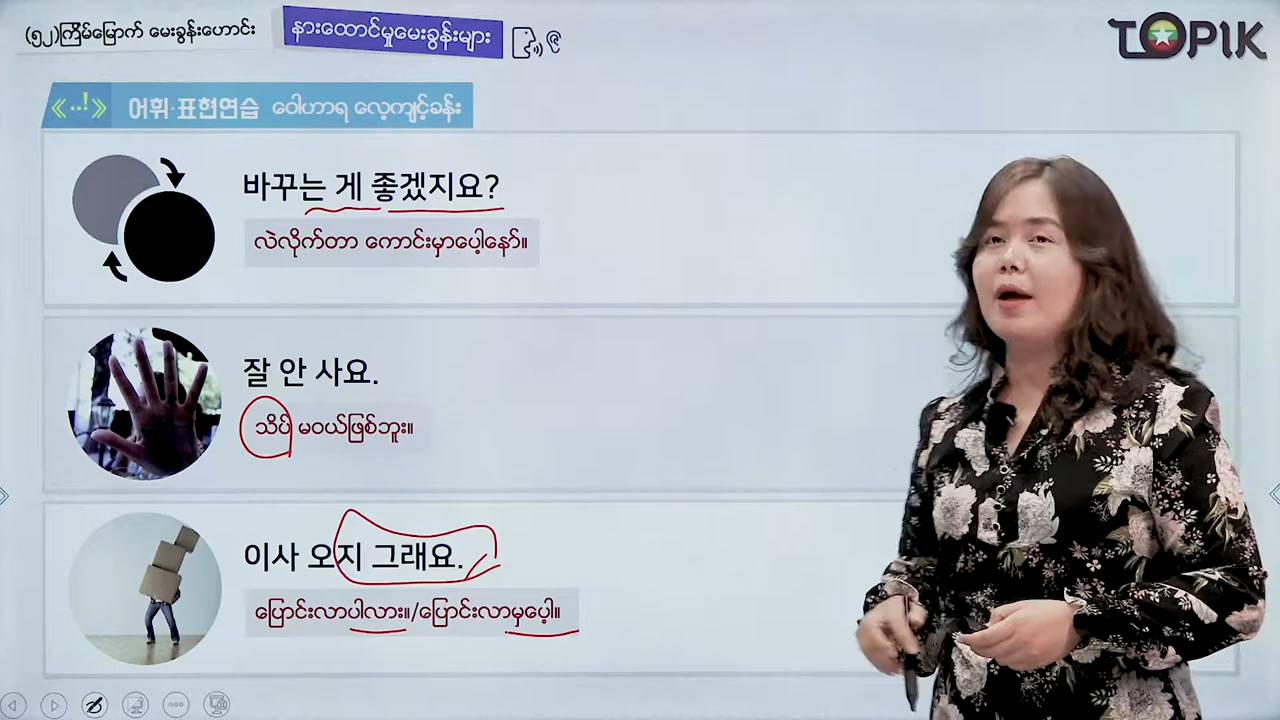 (၅၂)ကြိမ်မြောက် မေးခွန်းဟောင်း
နားထောင်မှုမေးခွန်းများ
TOPIK
어휘·표현연습 ဝေါဟာရ လေ့ကျင့်ခန်း
바꾸는 게 좋겠지요?
လဲလိုက်တာ ကောင်းမှာပေါ့နော်။
잘 안 사요.
သိပ် မဝယ်ဖြစ်ဘူး။
이사 오지 그래요.
ပြောင်းလာပါလား။/ပြောင်းလာမှပေါ့။